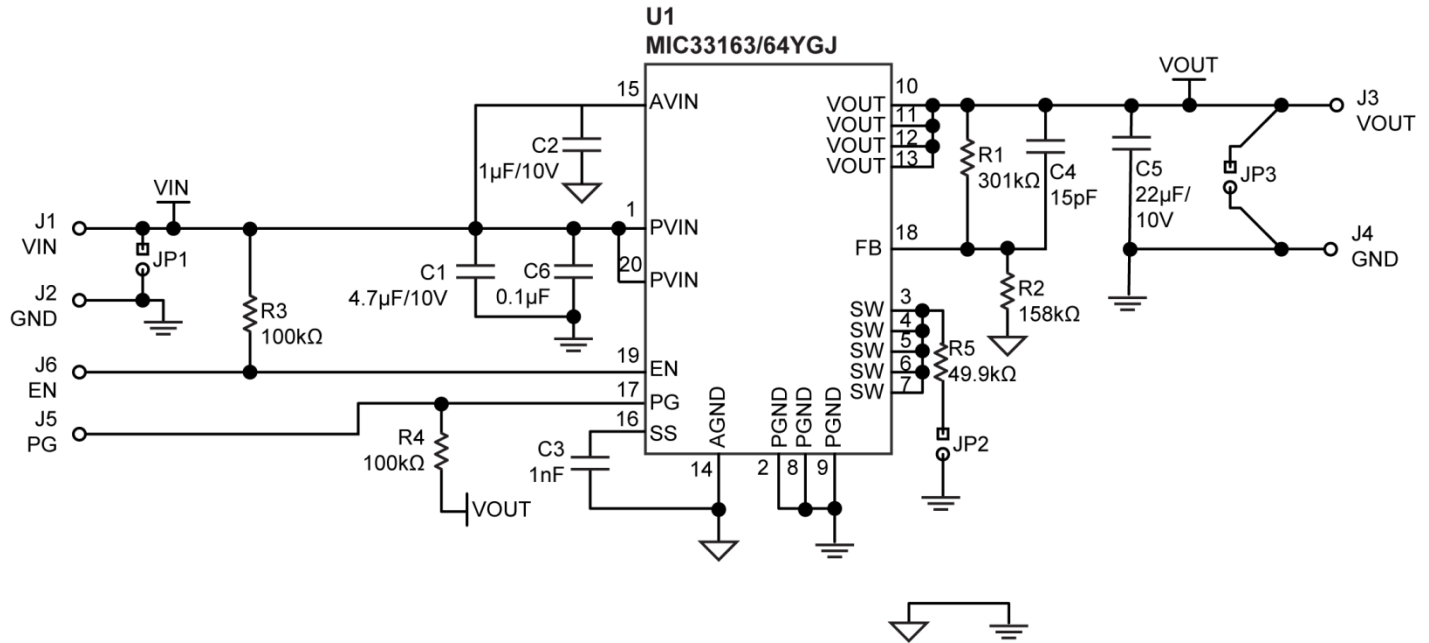 U1
MIC33163/64YGJ
15
AVIN
C2
1µF/10V
VIN
J1
VIN
JP1
J2
GND
R3
100kΩ
1
PVIN
20
PVIN
C1
4.7µF/10V
C6
0.1µF
J6
EN
19
EN
J5
PG
17
PG
16
SS
R4
100kΩ
VOUT
C3
1nF
AGND
14
PGND
PGND
PGND
2
8
9
10
VOUT
11
VOUT
12
VOUT
13
VOUT
R1
301kΩ
C4
15pF
C5
22µF/
10V
VOUT
J3
VOUT
JP3
J4
GND
18
FB
R2
158kΩ
3
SW
4
SW
5
SW
6
SW
7
SW
R5
49.9kΩ
JP2